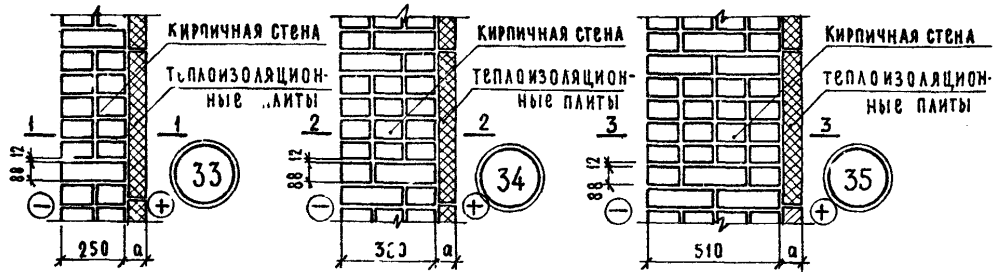 КИРПИЧНАЯ СТЕНА
ТЕПЛОИЗОЛЯЦИОН-
НЫЕ ПЛИТЫ
1 1
12
88
33
− +
250 а
КИРПИЧНАЯ СТЕНА
ТЕПЛОИЗОЛЯЦИОН-
НЫЕ ПЛИТЫ
2 2
12
88
34
− +
а
КИРПИЧНАЯ СТЕНА
ТЕПЛОИЗОЛЯЦИОН-
НЫЕ ПЛИТЫ
3 3
12
88
35
− +
510 а